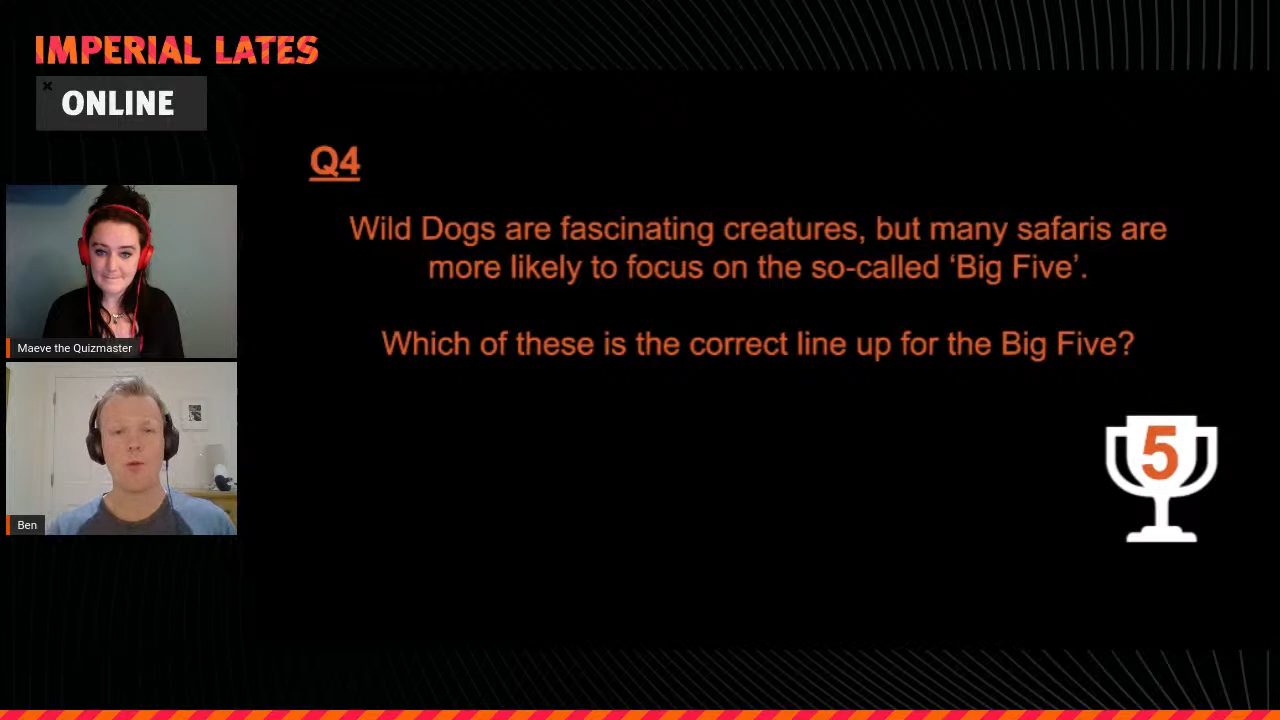 IMPERIAL LATES
ONLINE
Q4
Wild Dogs are fascinating creatures, but many safaris are
more likely to focus on the so-called ‘Big Five’.
Which of these is the correct line up for the Big Five?
5
Maeve the Quizmaster
Ben